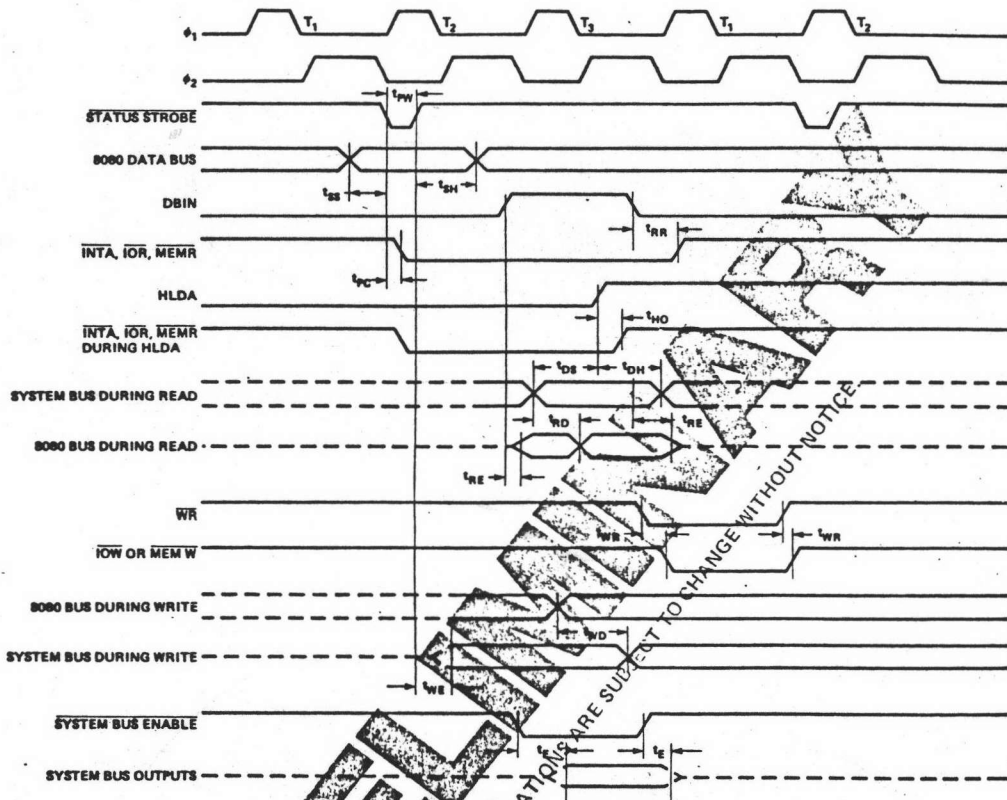 T1 T2 T3 T1 T2
ϕ1
ϕ2
tPW
STATUS STROBE
8080 DATA BUS
tSS tSH
DBIN
tRR
INTA, IOR, MEMR
tPC
HLDA
tHO
INTA, IOR, MEMR
DURING HLDA
tDS tDH
SYSTEM BUS DURING READ
tRD tRE
8080 BUS DURING READ
tRE
WR
tWR tWR
IOW OR MEM W
8080 BUS DURING WRITE
tWD
SYSTEM BUS DURING WRITE
tWE
SYSTEM BUS ENABLE
tE tE
SYSTEM BUS OUTPUTS
ARE SUBJECT TO CHANGE WITHOUT NOTICE